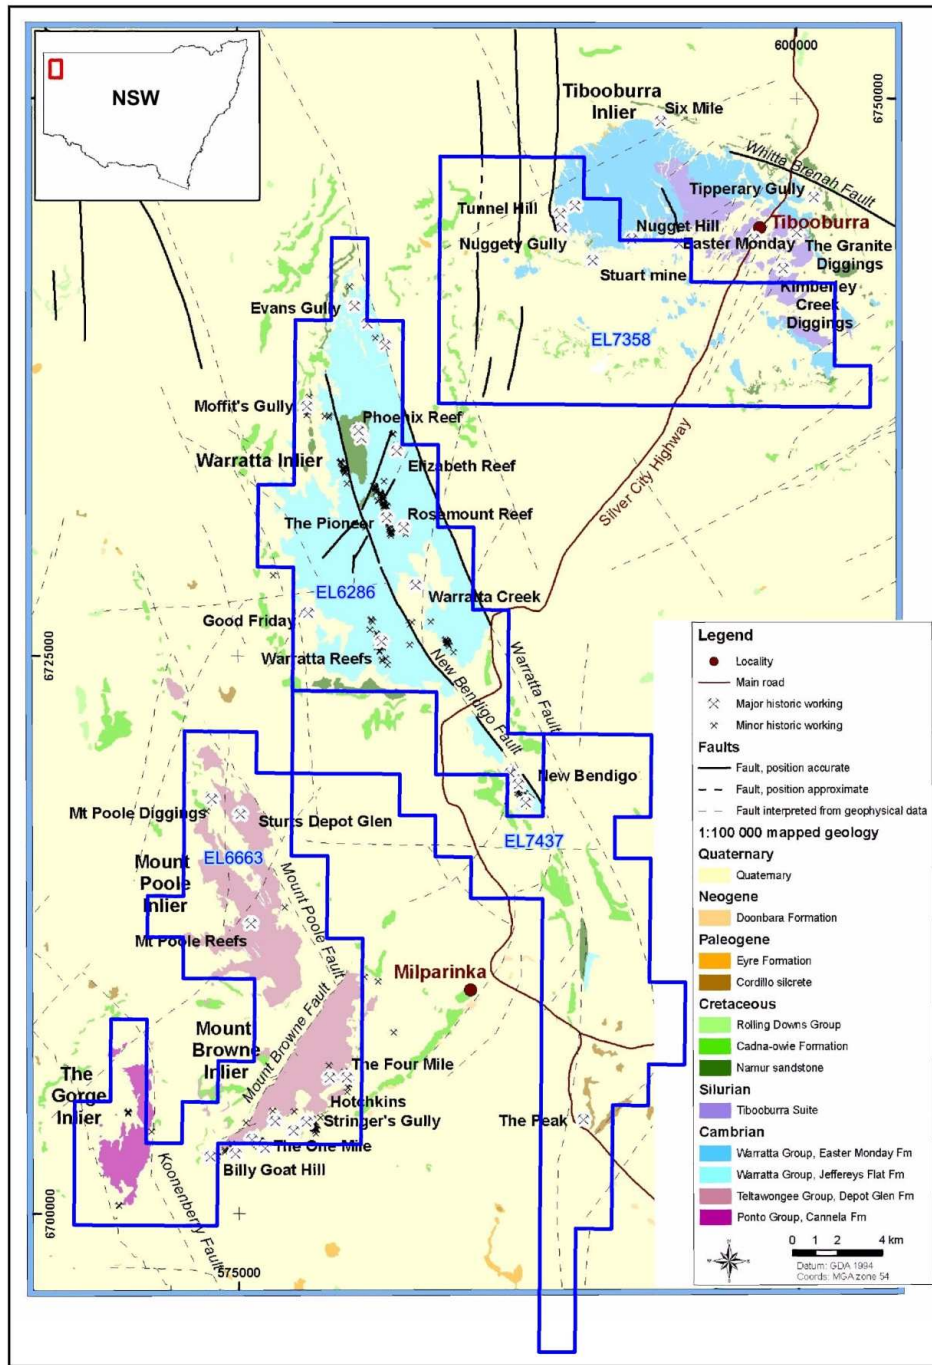 NSW
600000
6750000
Tibooburra
Inlier
Six Mile
Whitta Brenah Fault
Tipperary Gully
Tunnel Hill
Nugget Hill
Tibooburra
Nuggety Gully
Easter Monday
The Granite
Diggings
Stuart mine
Kimberley
Creek
Diggings
Evans Gully
EL7358
Moffit's Gully
Phoenix Reef
Warratta Inlier
Elizabeth Reef
Silver City Highway
The Pioneer
Rosemount Reef
EL6286
Warratta Creek
Good Friday
Warratta Reefs
6725000
6725000
New Bendigo Fault
Warratta Fault
New Bendigo
Mt Poole Diggings
Sturts Depot Glen
EL7437
EL6663
Mount
Poole
Inlier
Mount Poole Fault
Mt Poole Reefs
Milparinka
Mount Browne Fault
Mount
Browne
Inlier
The
Gorge
Inlier
The Four Mile
Hotchkins
Stringer's Gully
The Peak
The One Mile
Billy Goat Hill
Koonenberry Fault
6700000
575000
Legend
Locality
Main road
Major historic working
Minor historic working
Faults
Fault, position accurate
Fault, position approximate
Fault interpreted from geophysical data
1:100 000 mapped geology
Quaternary
Quaternary
Neogene
Doonbara Formation
Paleogene
Eyre Formation
Cordillo silcrete
Cretaceous
Rolling Downs Group
Cadna-owie Formation
Namur sandstone
Silurian
Tibooburra Suite
Cambrian
Warratta Group, Easter Monday Fm
Warratta Group, Jeffereys Flat Fm
Teltawongee Group, Depot Glen Fm
Ponto Group, Cannela Fm
0 1 2 4 km
Datum: GDA 1994
Coords: MGA zone 54